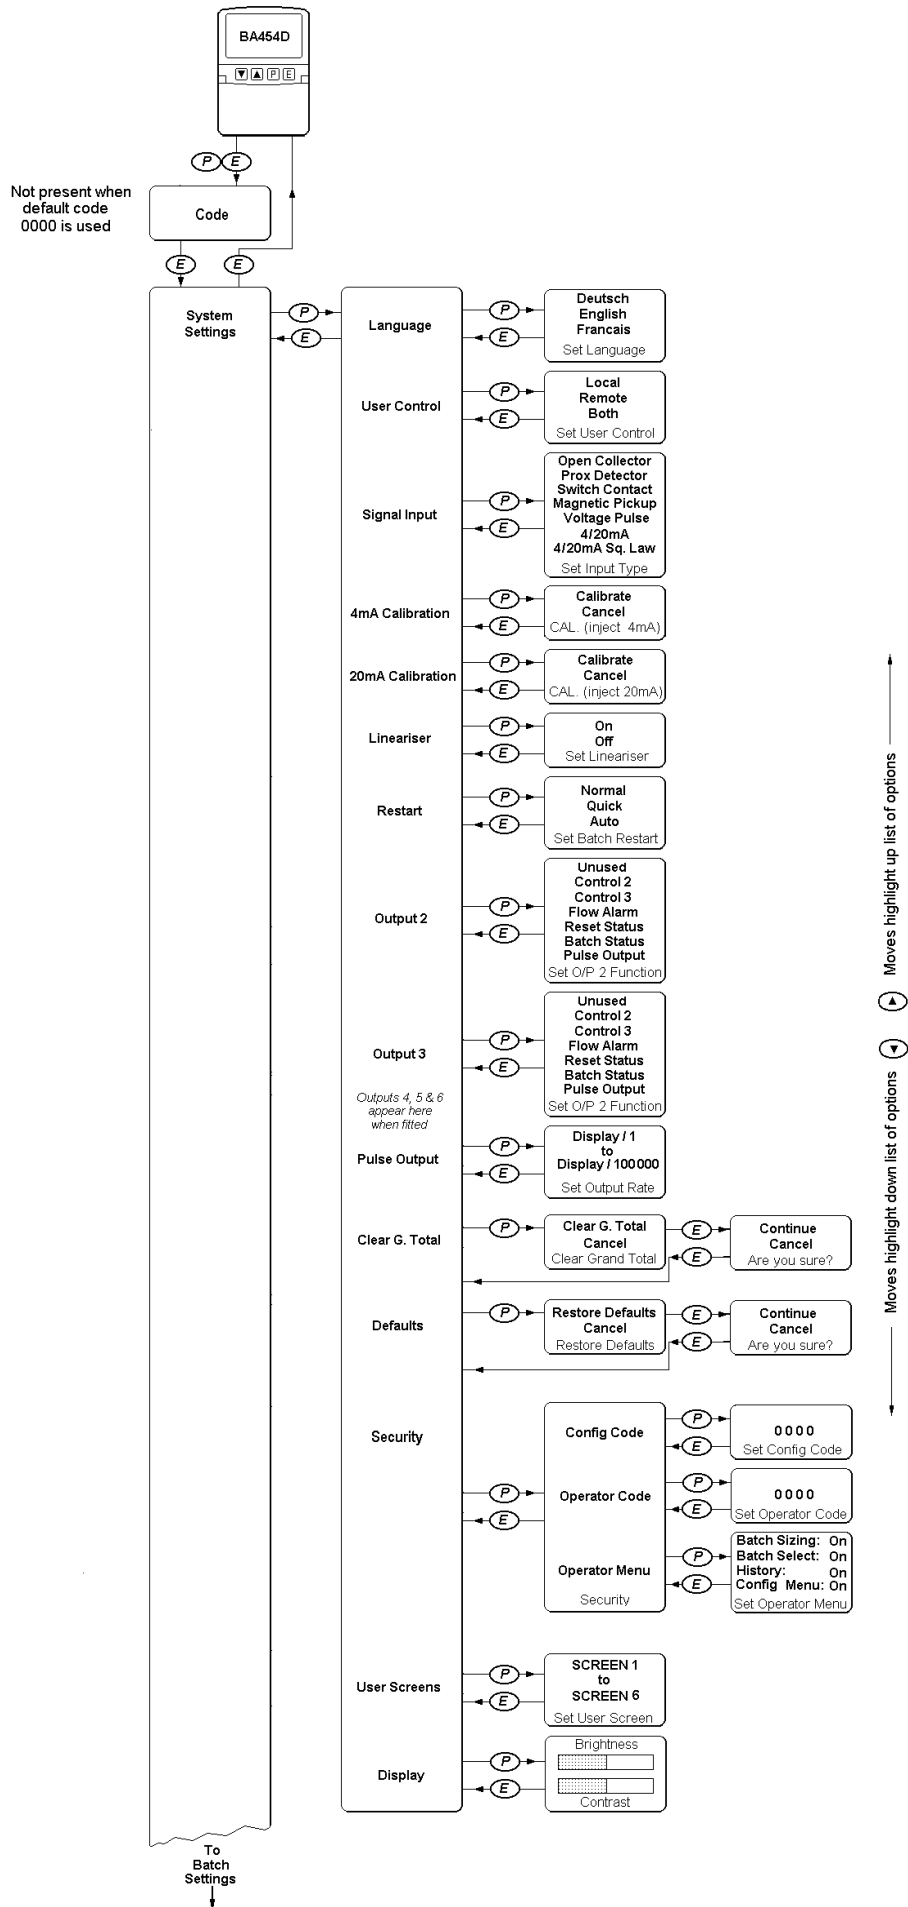 BA454D
P E
P E
Not present when
default code
0000 is used
Code
E E
System
Settings
P
E
Language
P
E
Deutsch
English
Francais
Set Language
User Control
P
E
Local
Remote
Both
Set User Control
Signal Input
P
E
Open Collector
Prox Detector
Switch Contact
Magnetic Pickup
Voltage Pulse
4/20mA
4/20mA Sq. Law
Set Input Type
4mA Calibration
P
E
Calibrate
Cancel
CAL. (inject 4mA)
20mA Calibration
P
E
Calibrate
Cancel
CAL. (inject 20mA)
Lineariser
P
E
On
Off
Set Lineariser
Restart
P
E
Normal
Quick
Auto
Set Batch Restart
Output 2
P
E
Unused
Control 2
Control 3
Flow Alarm
Reset Status
Batch Status
Pulse Output
Set O/P 2 Function
Output 3
P
E
Unused
Control 2
Control 3
Flow Alarm
Reset Status
Batch Status
Pulse Output
Set O/P 2 Function
Outputs 4, 5 & 6
appear here
when fitted
Pulse Output
P
E
Display / 1
to
Display / 100000
Set Output Rate
Clear G. Total
P
Clear G. Total
Cancel
Clear Grand Total
E
E
Continue
Cancel
Are you sure?
Defaults
P
Restore Defaults
Cancel
Restore Defaults
E
E
Continue
Cancel
Are you sure?
Security
P
E
Config Code
P
E
0000
Set Config Code
Operator Code
P
E
0000
Set Operator Code
Operator Menu
Security
P
E
Batch Sizing: On
Batch Select: On
History: On
Config Menu: On
Set Operator Menu
User Screens
P
E
SCREEN 1
to
SCREEN 6
Set User Screen
Display
P
E
Brightness
Contrast
To
Batch
Settings
Moves highlight up list of options
Moves highlight down list of options